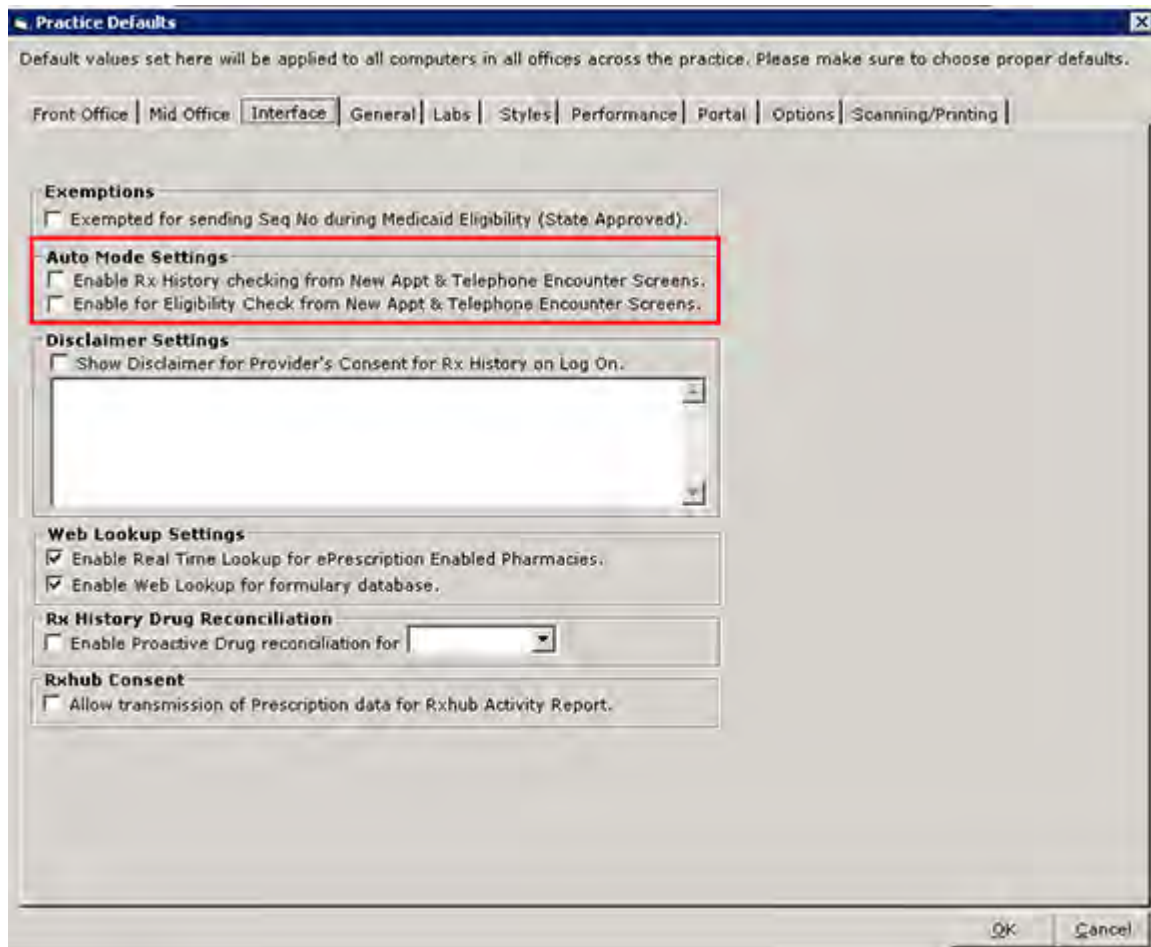 Practice Defaults
Default values set here will be applied to all computers in all offices across the practice. Please make sure to choose proper defaults.
Front Office Mid Office Interface General Labs Styles Performance Portal Options Scanning/Printing
Exemptions
Exempted for sending Seq No during Medicaid Eligibility (State Approved).
Auto Mode Settings
Enable Rx History checking from New Appt & Telephone Encounter Screens.
Enable for Eligibility Check from New Appt & Telephone Encounter Screens.
Disclaimer Settings
Show Disclaimer for Provider's Consent for Rx History on Log On.
Web Lookup Settings
Enable Real Time Lookup for ePrescription Enabled Pharmacies.
Enable Web Lookup for formulary database.
Rx History Drug Reconciliation
Enable Proactive Drug reconciliation for
Rxhub Consent
Allow transmission of Prescription data for Rxhub Activity Report.
OK Cancel